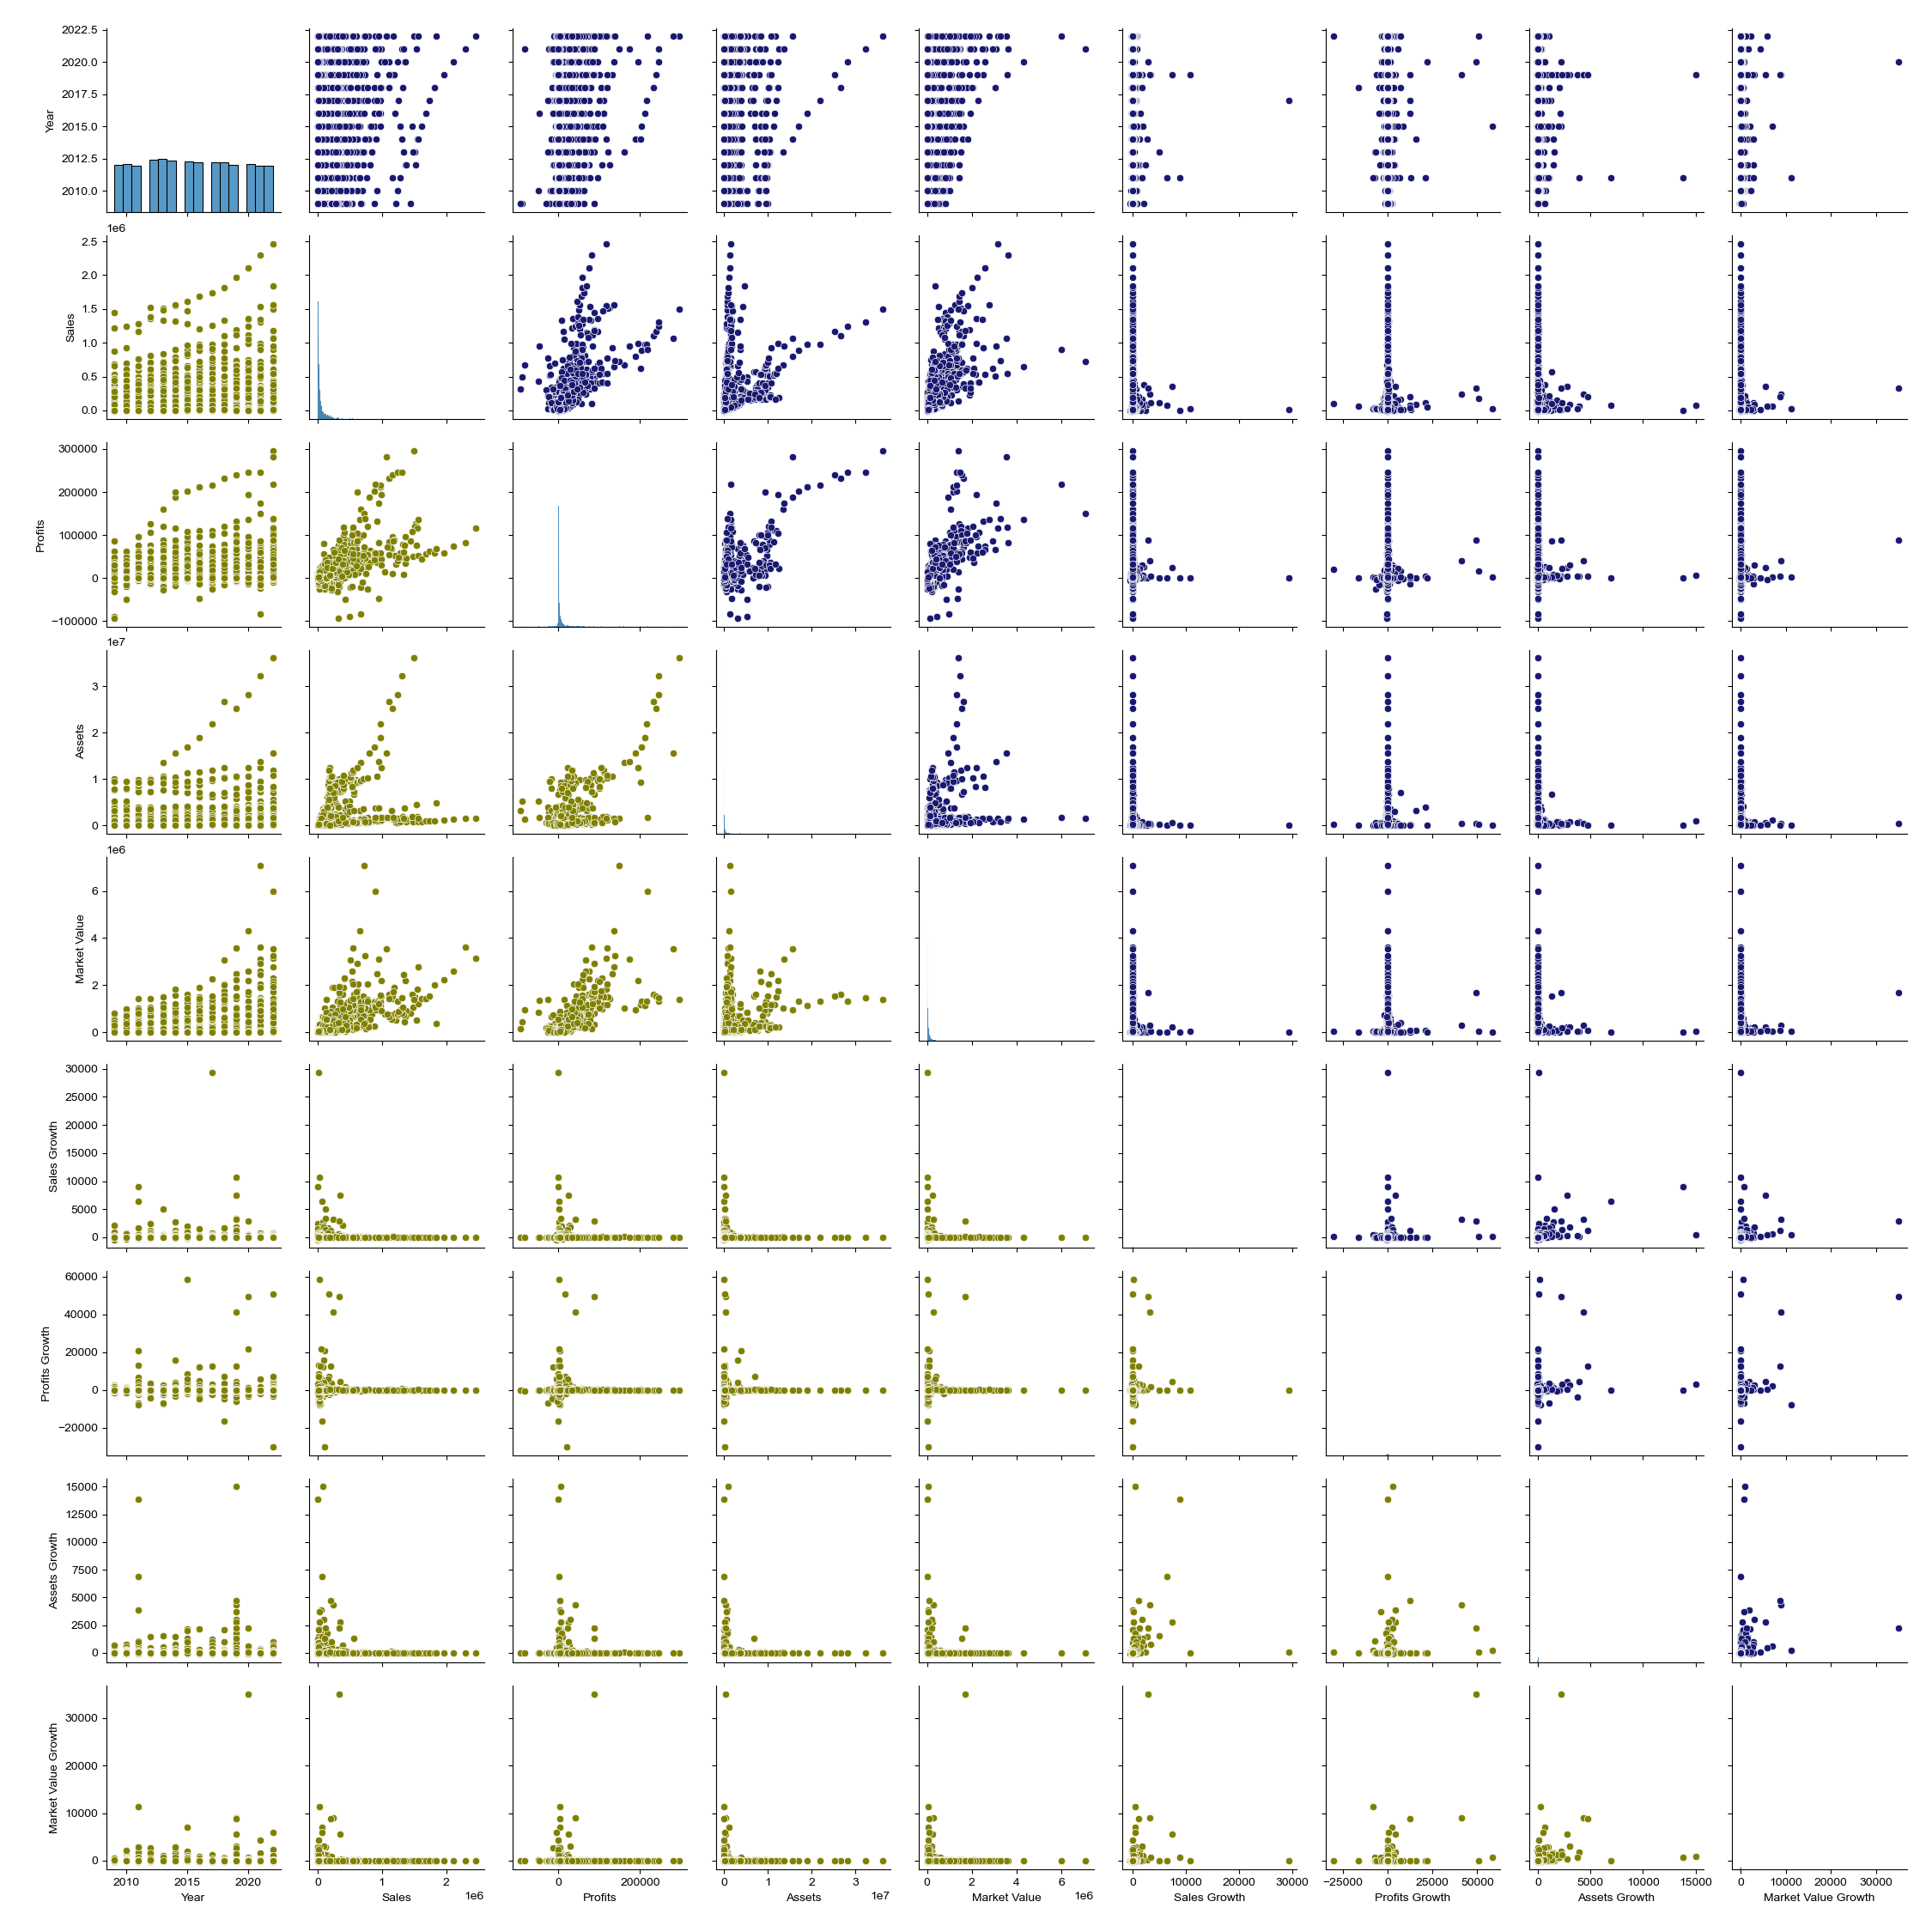 2022.5
2020.0
2017.5
2015.0
2012.5
2010.0
Year
1e6
2.5
2.0
1.5
1.0
0.5
0.0
Sales
300000
200000
100000
0
−100000
Profits
1e7
3
2
1
0
Assets
1e6
6
4
2
0
Market Value
30000
25000
20000
15000
10000
5000
0
Sales Growth
60000
40000
20000
0
−20000
Profits Growth
15000
12500
10000
7500
5000
2500
0
Assets Growth
30000
20000
10000
0
Market Value Growth
2010 2015 2020
Year
0 1 2
1e6
Sales
0 200000
Profits
0 1 2 3
1e7
Assets
0 2 4 6
1e6
Market Value
0 10000 20000 30000
Sales Growth
−25000 0 25000 50000
Profits Growth
0 5000 10000 15000
Assets Growth
0 10000 20000 30000
Market Value Growth